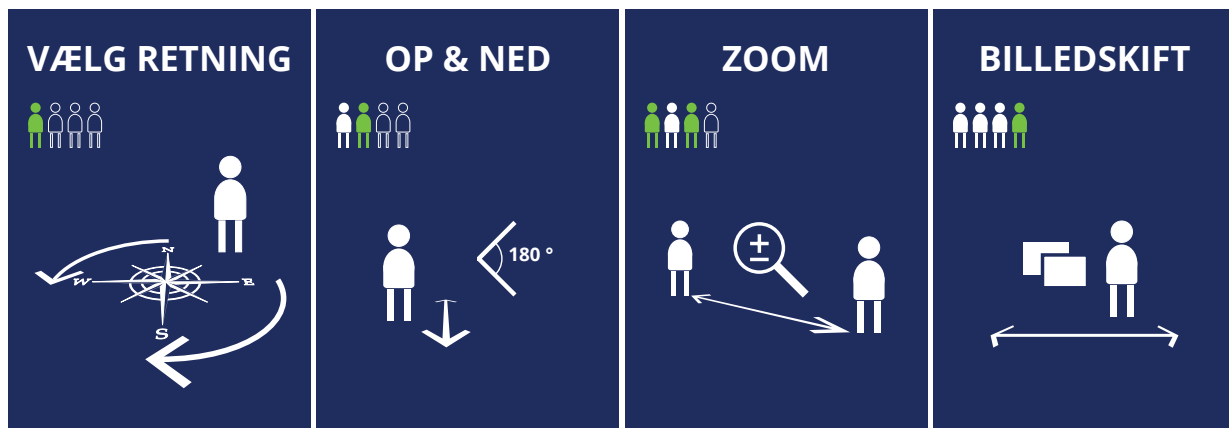 VÆLG RETNING
N
W
E
S
OP & NED
180 °
ZOOM
BILLEDSKIFT